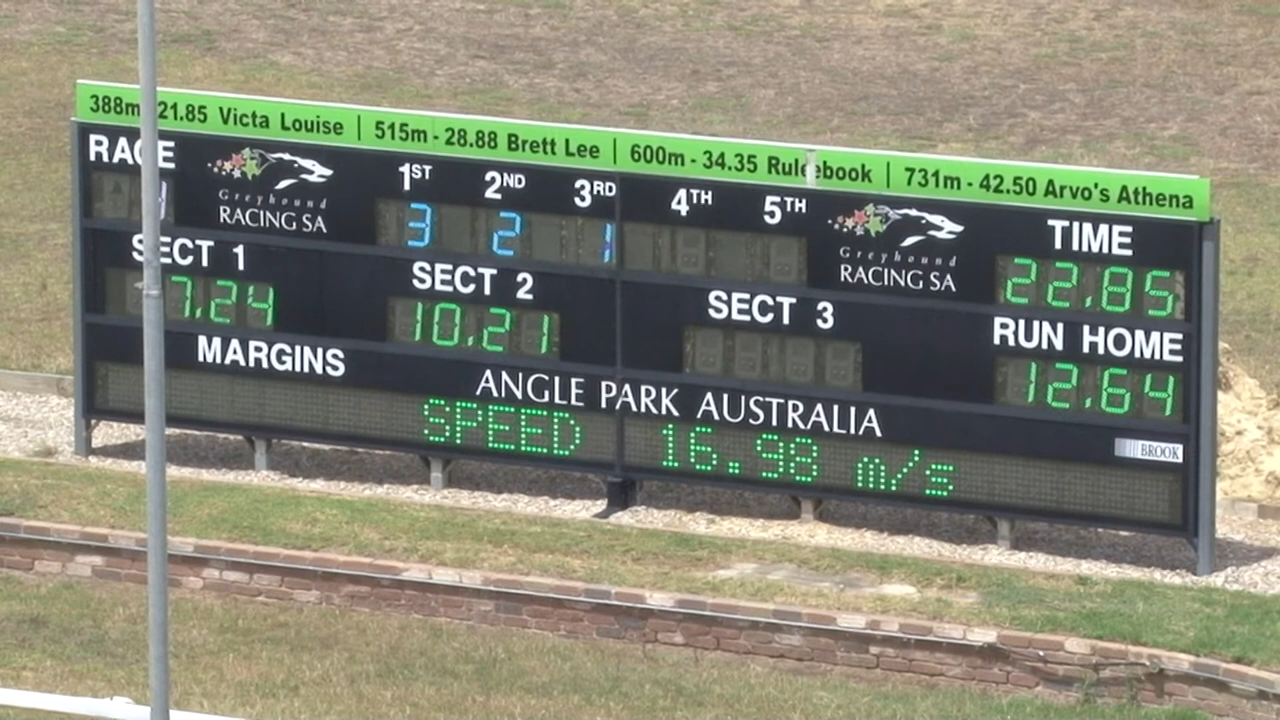 388m - 21.85 Victa Louise | 515m - 28.88 Brett Lee | 600m - 34.35 Rulebook | 731m - 42.50 Arvo's Athena
RACE
Greyhound
RACING SA
1ST 2ND 3RD 4TH 5TH
3 2 1
Greyhound
RACING SA
TIME
22.85
SECT 1
7.24
SECT 2
10.21
SECT 3
RUN HOME
12.64
MARGINS
ANGLE PARK AUSTRALIA
SPEED 16.98 m/s
BROOK